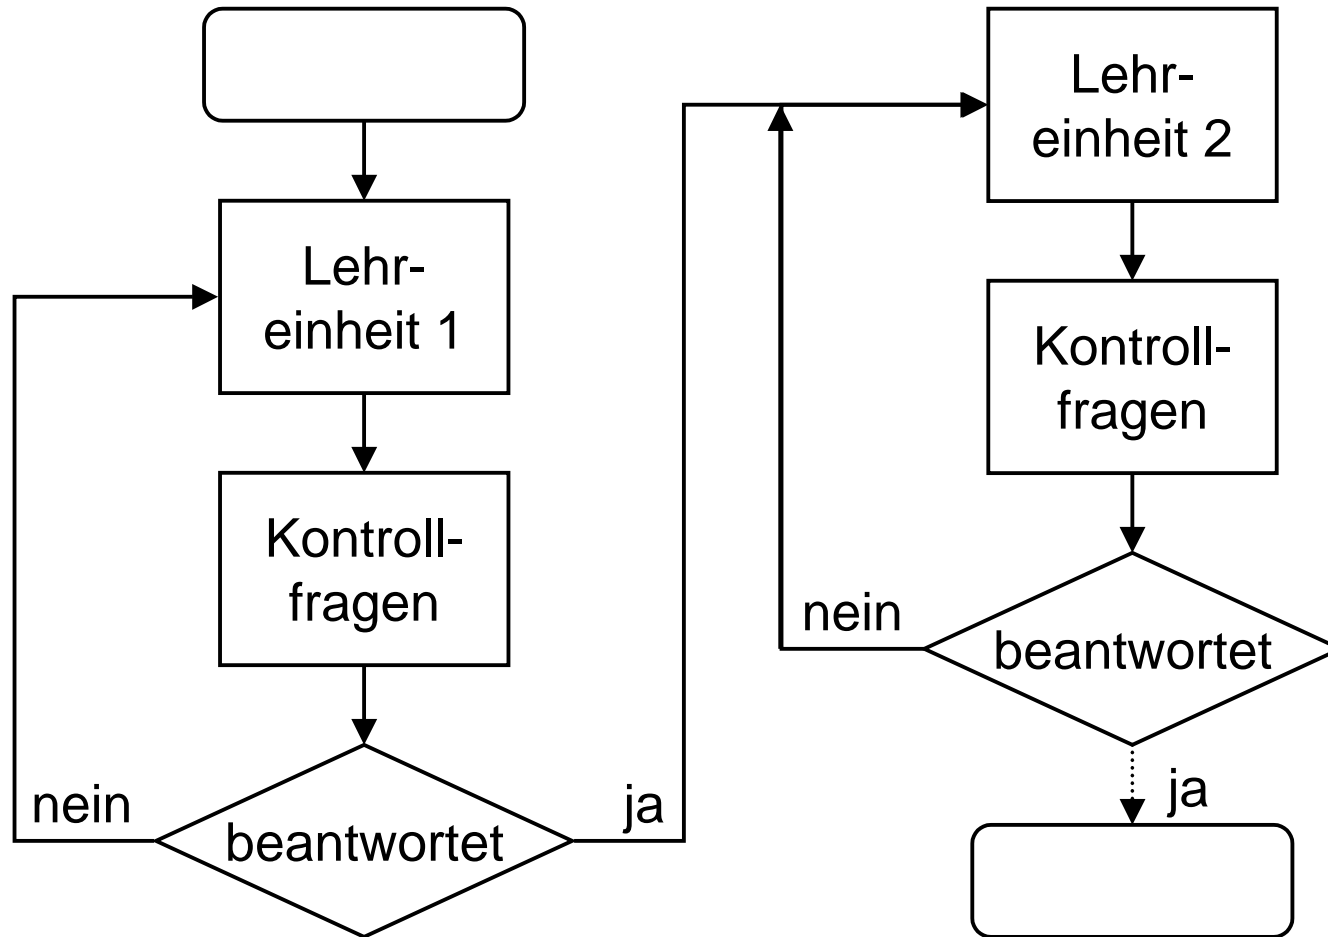 Lehr-
einheit 1
Kontroll-
fragen
nein
beantwortet
ja
Lehr-
einheit 2
Kontroll-
fragen
nein
beantwortet
ja